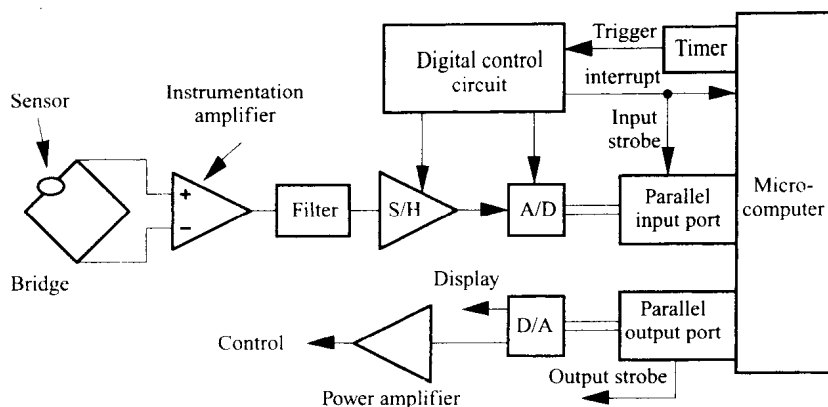 Trigger
Timer
Digital control
circuit
interrupt
Sensor
Instrumentation
amplifier
Input
strobe
+
−
Filter
S/H
A/D
Parallel
input port
Micro-
computer
Bridge
Display
D/A
Parallel
output port
Control
Power amplifier
Output strobe